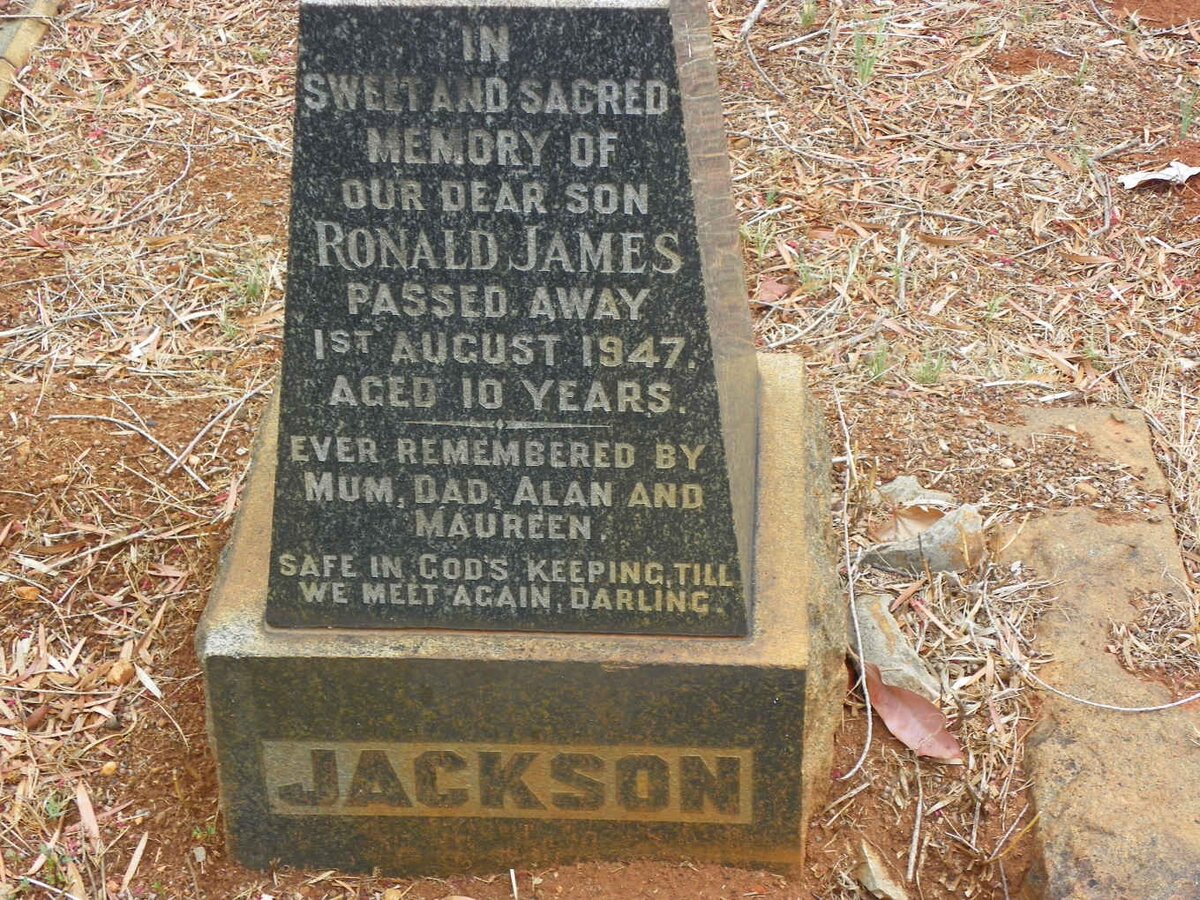 IN
SWEET AND SACRED
MEMORY OF
OUR DEAR SON
RONALD JAMES
PASSED AWAY
1ST AUGUST 1947.
AGED 10 YEARS.
EVER REMEMBERED BY
MUM, DAD, ALAN AND
MAUREEN.
SAFE IN GOD'S KEEPING, TILL
WE MEET AGAIN, DARLING.
JACKSON